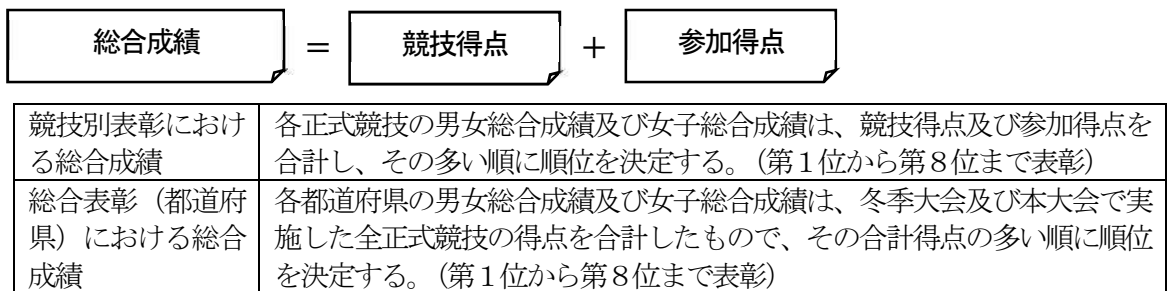 総合成績 = 競技得点 + 参加得点
競技別表彰におけ
る総合成績
各正式競技の男女総合成績及び女子総合成績は、競技得点及び参加得点を
合計し、その多い順に順位を決定する。(第1位から第8位まで表彰)
総合表彰(都道府
県)における総合
成績
各都道府県の男女総合成績及び女子総合成績は、冬季大会及び本大会で実
施した全正式競技の得点を合計したもので、その合計得点の多い順に順位
を決定する。(第1位から第8位まで表彰)